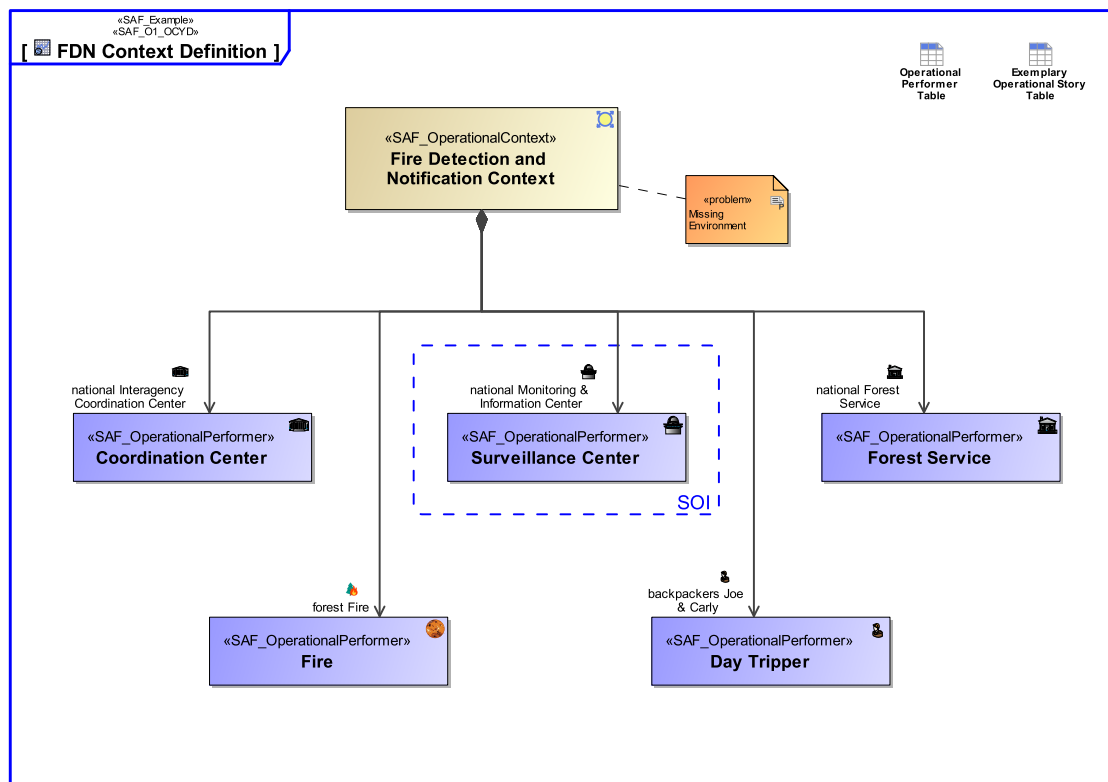 «SAF_Example»
«SAF_O1_OCYD»
[ FDN Context Definition ]
Operational
Performer
Table
Exemplary
Operational Story
Table
«SAF_OperationalContext»
Fire Detection and
Notification Context
«problem»
Missing
Environment
national Interagency
Coordination Center
«SAF_OperationalPerformer»
Coordination Center
national Monitoring &
Information Center
«SAF_OperationalPerformer»
Surveillance Center
SOI
national Forest
Service
«SAF_OperationalPerformer»
Forest Service
forest Fire
«SAF_OperationalPerformer»
Fire
backpackers Joe
& Carly
«SAF_OperationalPerformer»
Day Tripper